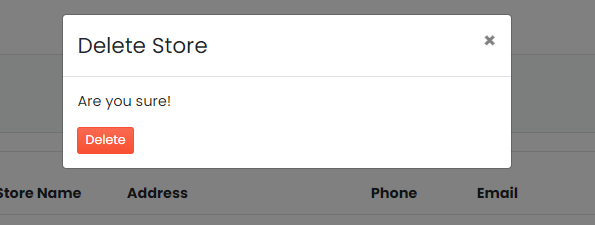 Delete Store
Are you sure!
Delete
Store Name Address Phone Email